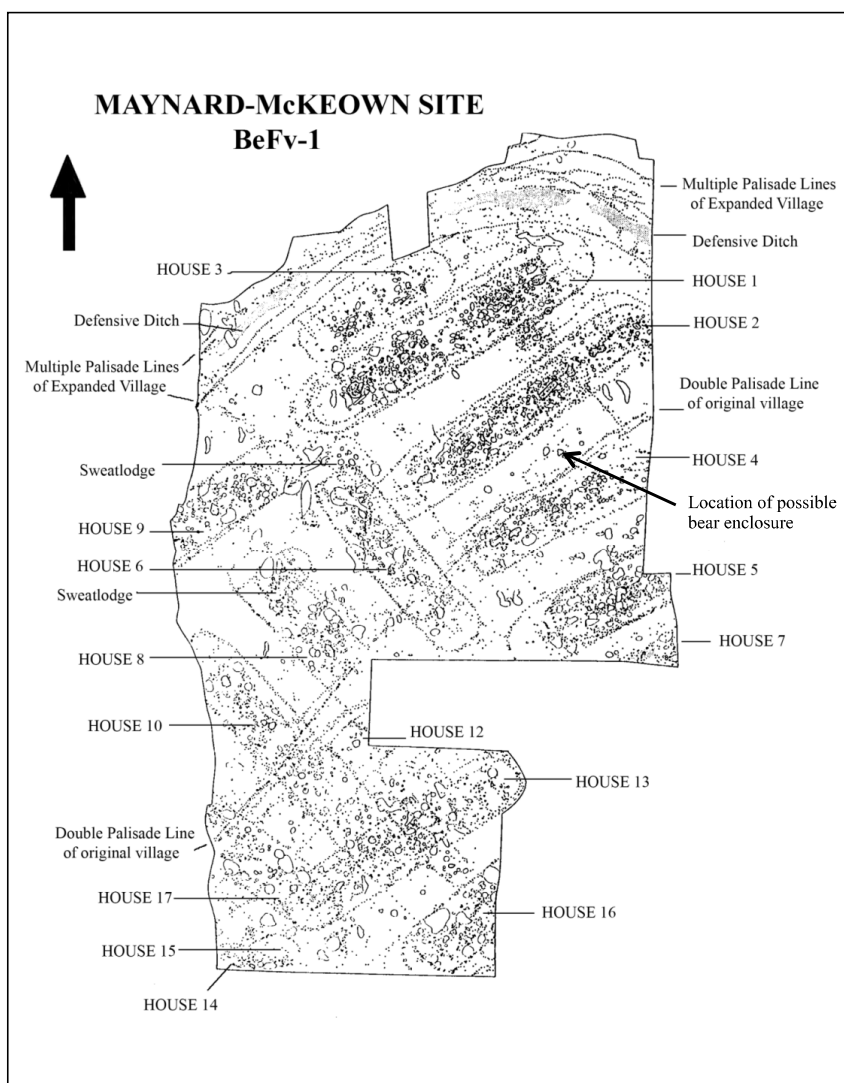 MAYNARD-McKEOWN SITE
BeFv-1
Multiple Palisade Lines
of Expanded Village
Defensive Ditch
HOUSE 3
HOUSE 1
Defensive Ditch
HOUSE 2
Multiple Palisade Lines
of Expanded Village
Double Palisade Line
of original village
Sweatlodge
HOUSE 4
Location of possible
bear enclosure
HOUSE 9
HOUSE 6
HOUSE 5
Sweatlodge
HOUSE 7
HOUSE 8
HOUSE 10
HOUSE 12
HOUSE 13
Double Palisade Line
of original village
HOUSE 17
HOUSE 16
HOUSE 15
HOUSE 14